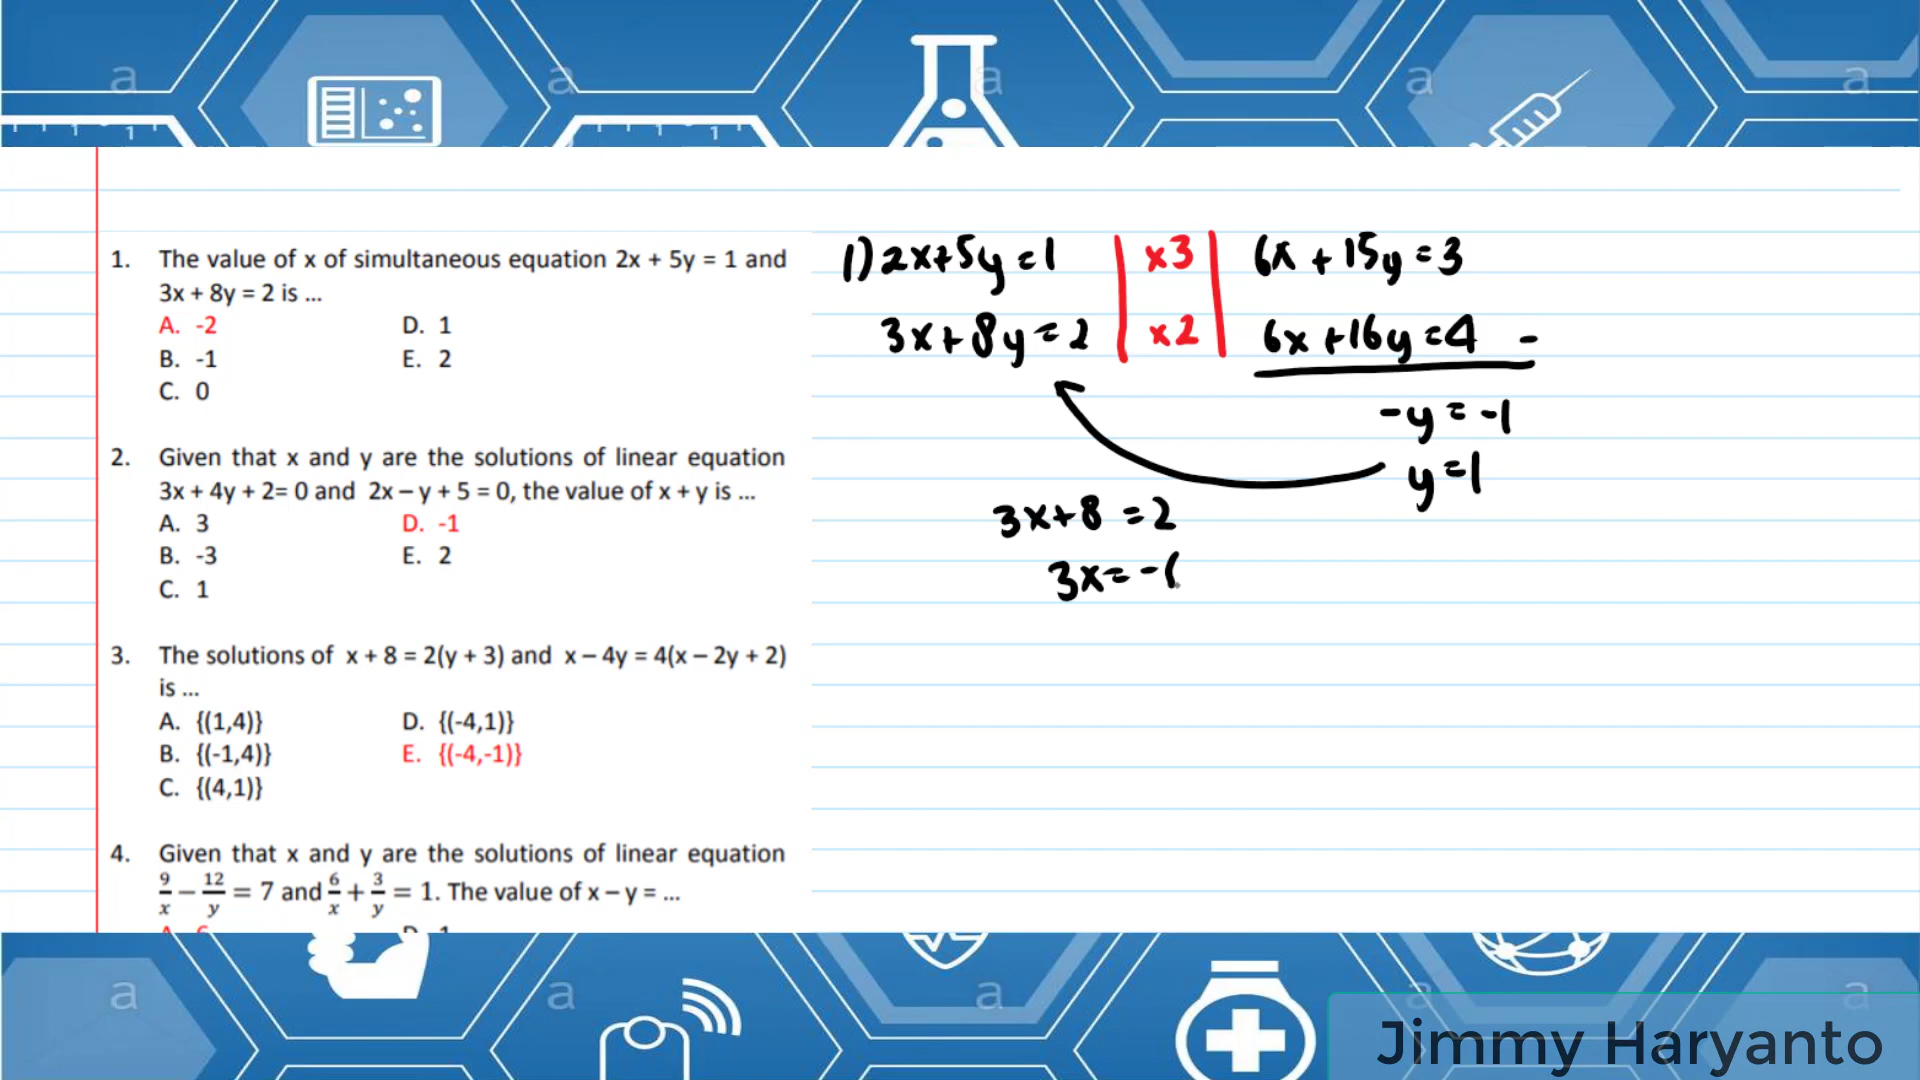 1. The value of x of simultaneous equation 2x + 5y = 1 and
3x + 8y = 2 is ...
A. -2 D. 1
B. -1 E. 2
C. 0
2. Given that x and y are the solutions of linear equation
3x + 4y + 2= 0 and 2x – y + 5 = 0, the value of x + y is ...
A. 3 D. -1
B. -3 E. 2
C. 1
3. The solutions of x + 8 = 2(y + 3) and x – 4y = 4(x – 2y + 2)
is ...
A. {(1,4)} D. {(-4,1)}
B. {(-1,4)} E. {(-4,-1)}
C. {(4,1)}
4. Given that x and y are the solutions of linear equation
9/x − 12/y = 7 and 6/x + 3/y = 1. The value of x – y = ...
1) 2x+5y=1 | x3 | 6x + 15y = 3
3x+8y=2 | x2 | 6x +16y=4 -
-y = -1
y=1
3x+8 = 2
3x= -
Jimmy Haryanto